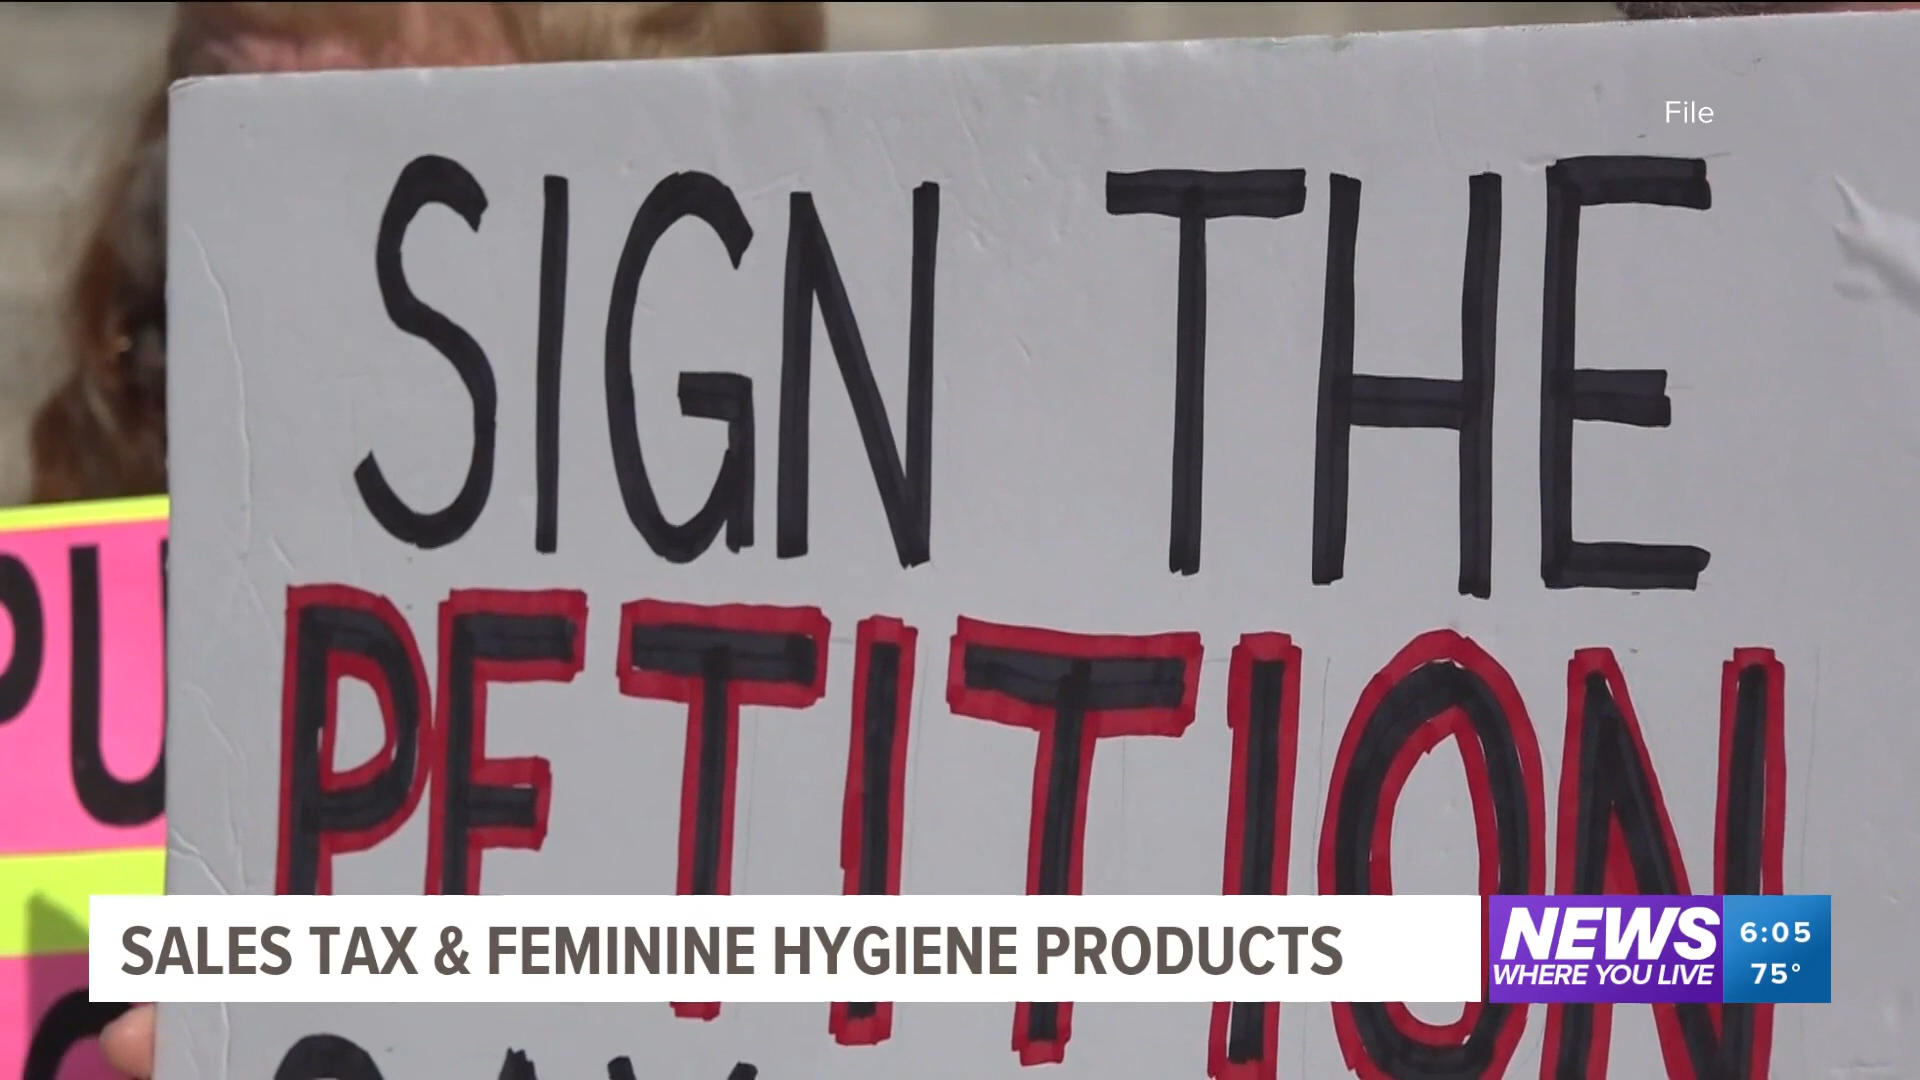 File
SIGN THE
PETITION
PU
SALES TAX & FEMININE HYGIENE PRODUCTS
NEWS
WHERE YOU LIVE
6:05
75°